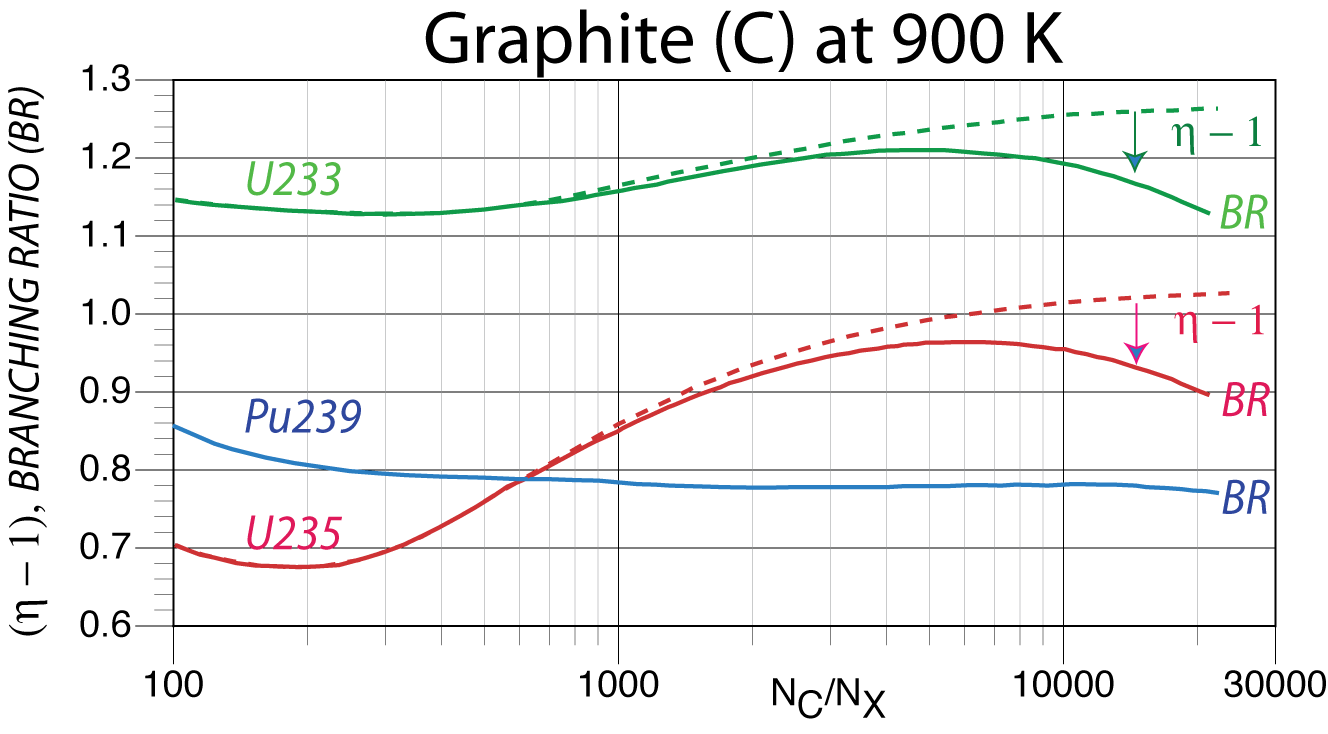 Graphite (C) at 900 K
(η − 1), BRANCHING RATIO (BR)
1.3
1.2
1.1
1.0
0.9
0.8
0.7
0.6
U233
η − 1
BR
η − 1
BR
Pu239
BR
U235
100
1000
10000
30000
NC/NX